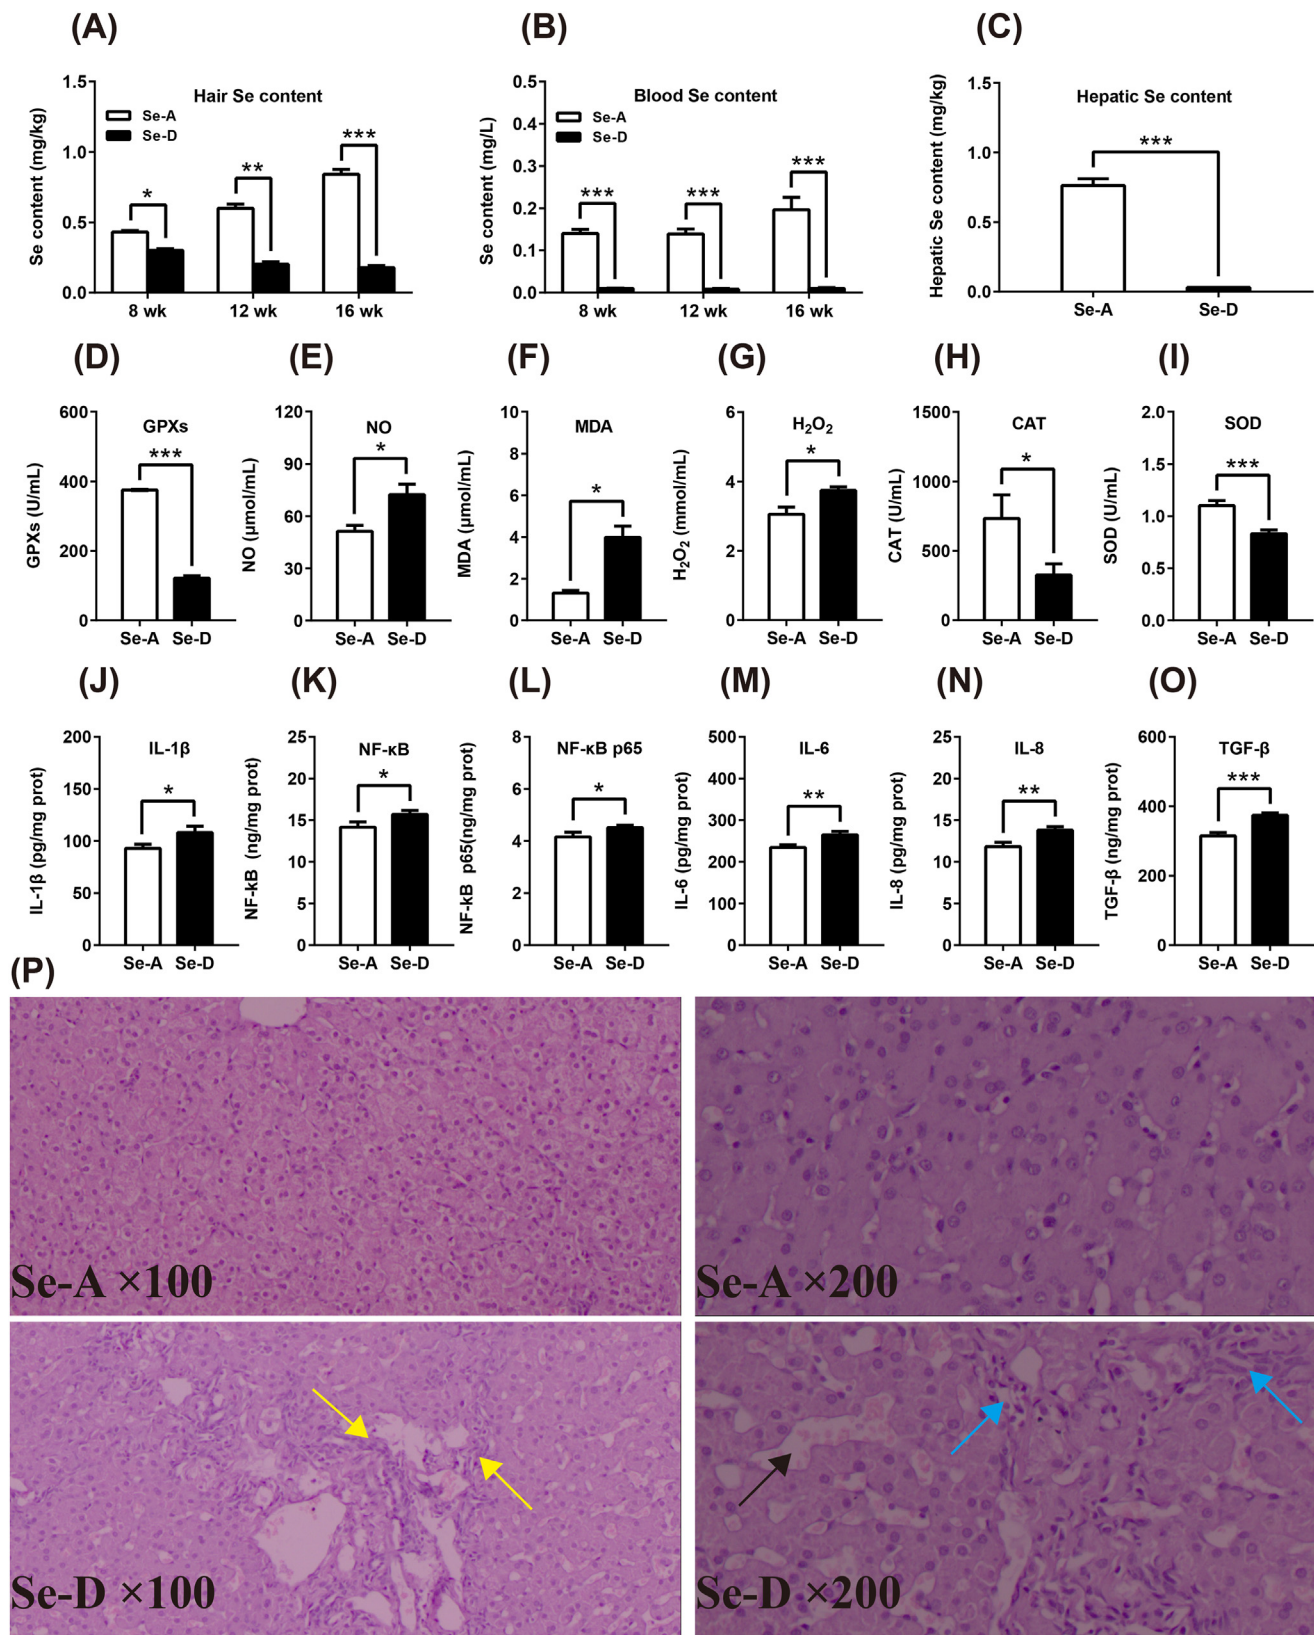 (A)
Hair Se content
Se content (mg/kg)
1.5
1.0
0.5
0.0
Se-A
Se-D
*
**
***
8 wk
12 wk
16 wk
(B)
Blood Se content
Se content (mg/L)
0.5
0.4
0.3
0.2
0.1
0.0
Se-A
Se-D
***
***
***
8 wk
12 wk
16 wk
(C)
Hepatic Se content
Hepatic Se content (mg/kg)
1.5
1.0
0.5
0.0
***
Se-A
Se-D
(D)
GPXs
GPXs (U/mL)
600
400
200
0
***
Se-A
Se-D
(E)
NO
NO (μmol/mL)
120
90
60
30
0
*
Se-A
Se-D
(F)
MDA
MDA (μmol/mL)
10
8
6
4
2
0
*
Se-A
Se-D
(G)
H₂O₂
H₂O₂ (mmol/mL)
6
4
2
0
*
Se-A
Se-D
(H)
CAT
CAT (U/mL)
1500
1000
500
0
*
Se-A
Se-D
(I)
SOD
SOD (U/mL)
2.0
1.5
1.0
0.5
0.0
***
Se-A
Se-D
(J)
IL-1β
IL-1β (pg/mg prot)
200
150
100
50
0
*
Se-A
Se-D
(K)
NF-κB
NF-kB (ng/mg prot)
25
20
15
10
5
0
*
Se-A
Se-D
(L)
NF-κB p65
NF-kB p65(ng/mg prot)
8
6
4
2
0
*
Se-A
Se-D
(M)
IL-6
IL-6 (pg/mg prot)
500
400
300
200
100
0
**
Se-A
Se-D
(N)
IL-8
IL-8 (pg/mg prot)
25
20
15
10
5
0
**
Se-A
Se-D
(O)
TGF-β
TGF-β (ng/mg prot)
600
400
200
0
***
Se-A
Se-D
(P)
Se-A ×100
Se-A ×200
Se-D ×100
Se-D ×200